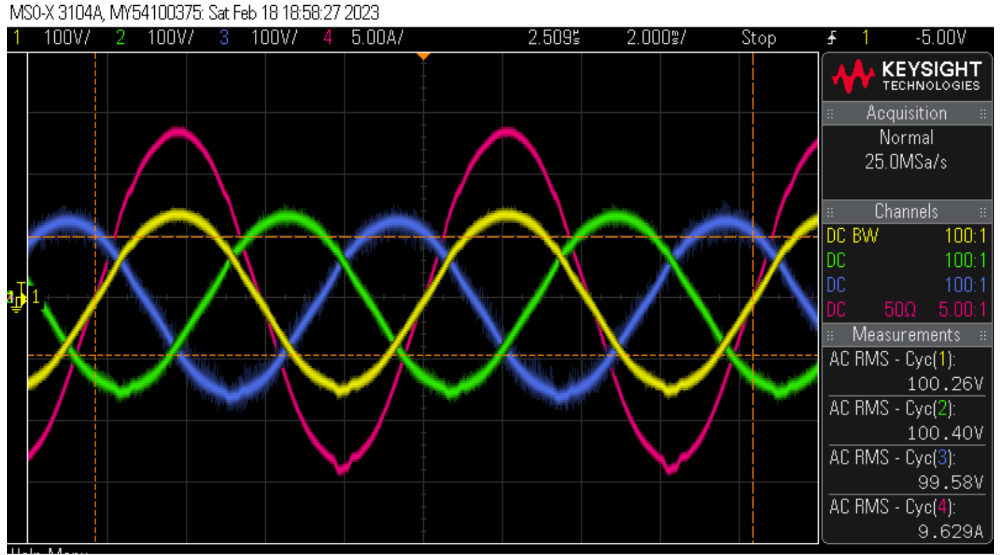 MSO-X 3104A, MY54100375: Sat Feb 18 18:58:27 2023
1 100V/ 2 100V/ 3 100V/ 4 5.00A/ 2.509s 2.000ms/ Stop 1 -5.00V
KEYSIGHT
TECHNOLOGIES
Acquisition
Normal
25.0MSa/s
Channels
DC BW 100:1
DC 100:1
DC 100:1
DC 50Ω 5.00:1
Measurements
AC RMS - Cyc(1):
100.26V
AC RMS - Cyc(2):
100.40V
AC RMS - Cyc(3):
99.58V
AC RMS - Cyc(4):
9.629A
1